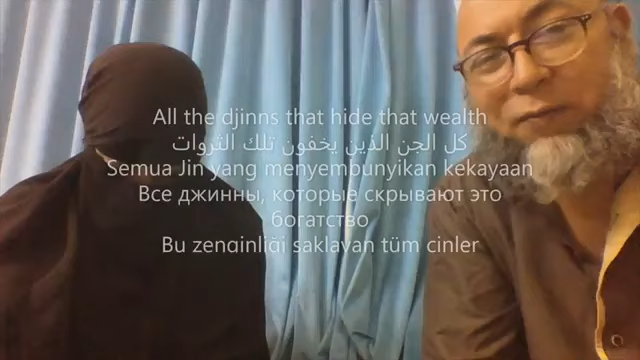 All the djinns that hide that wealth
كل الجن الذين يخفون تلك الثروات
Semua Jin yang menyembunyikan kekayaan
Все джинны, которые скрывают это
богатство
Bu zenginliği saklayan tüm cinler